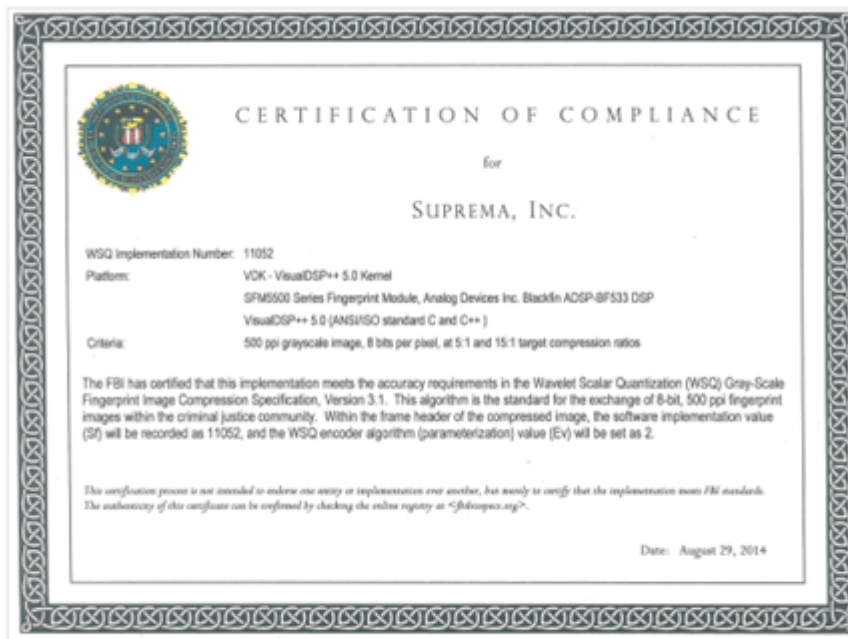 CERTIFICATION OF COMPLIANCE
for
SUPREMA, INC.
WSQ Implementation Number: 11052
Platform: VDK - VisualDSP++ 5.0 Kernel
SFM5500 Series Fingerprint Module, Analog Devices Inc. Blackfin ADSP-BF533 DSP
VisualDSP++ 5.0 (ANSI/ISO standard C and C++ )
Criteria: 500 ppi grayscale image, 8 bits per pixel, at 5:1 and 15:1 target compression ratios
The FBI has certified that this implementation meets the accuracy requirements in the Wavelet Scalar Quantization (WSQ) Gray-Scale
Fingerprint Image Compression Specification, Version 3.1. This algorithm is the standard for the exchange of 8-bit, 500 ppi fingerprint
images within the criminal justice community. Within the frame header of the compressed image, the software implementation value
(Sf) will be recorded as 11052, and the WSQ encoder algorithm (parameterization) value (Ev) will be set as 2.
This certification process is not intended to endorse one entity or implementation over another, but merely to certify that the implementation meets FBI standards.
The authenticity of this certificate can be confirmed by checking the online registry at
Date: August 29, 2014